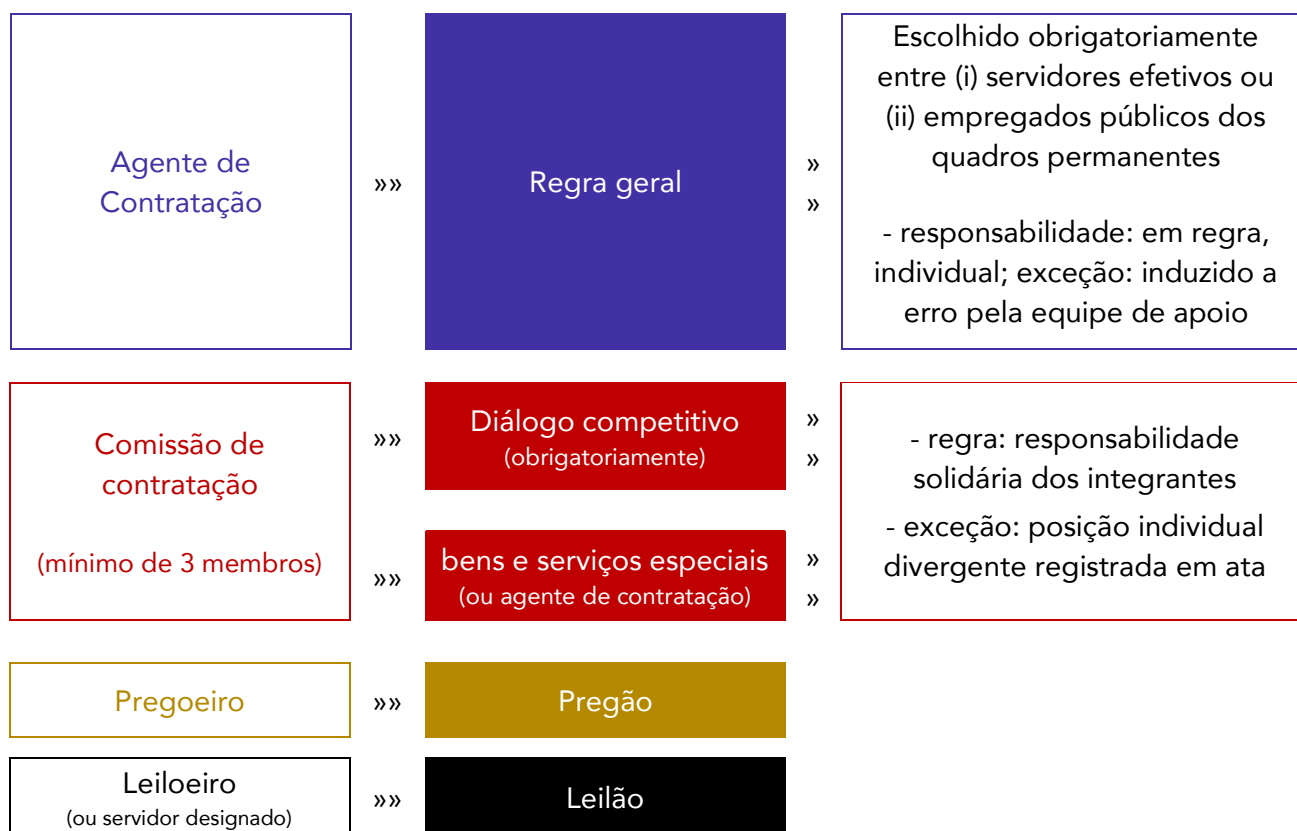 Agente de
Contratação
»»
Regra geral
»
»
Escolhido obrigatoriamente
entre (i) servidores efetivos ou
(ii) empregados públicos dos
quadros permanentes
- responsabilidade: em regra,
individual; exceção: induzido a
erro pela equipe de apoio
Comissão de
contratação
(mínimo de 3 membros)
»»
Diálogo competitivo
(obrigatoriamente)
»
»
»»
bens e serviços especiais
(ou agente de contratação)
»
»
- regra: responsabilidade
solidária dos integrantes
- exceção: posição individual
divergente registrada em ata
Pregoeiro
»»
Pregão
Leiloeiro
(ou servidor designado)
»»
Leilão